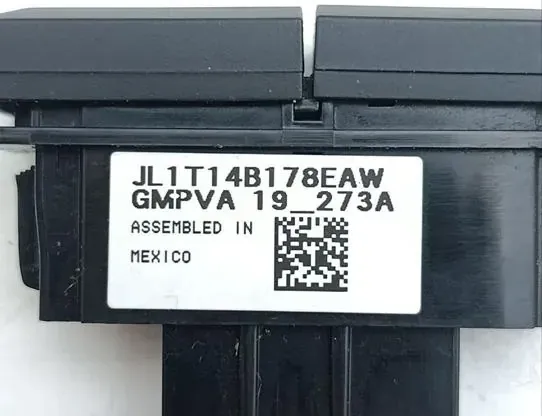 JL1T14B178EAW
GMPVA 19_273A
ASSEMBLED IN
MEXICO